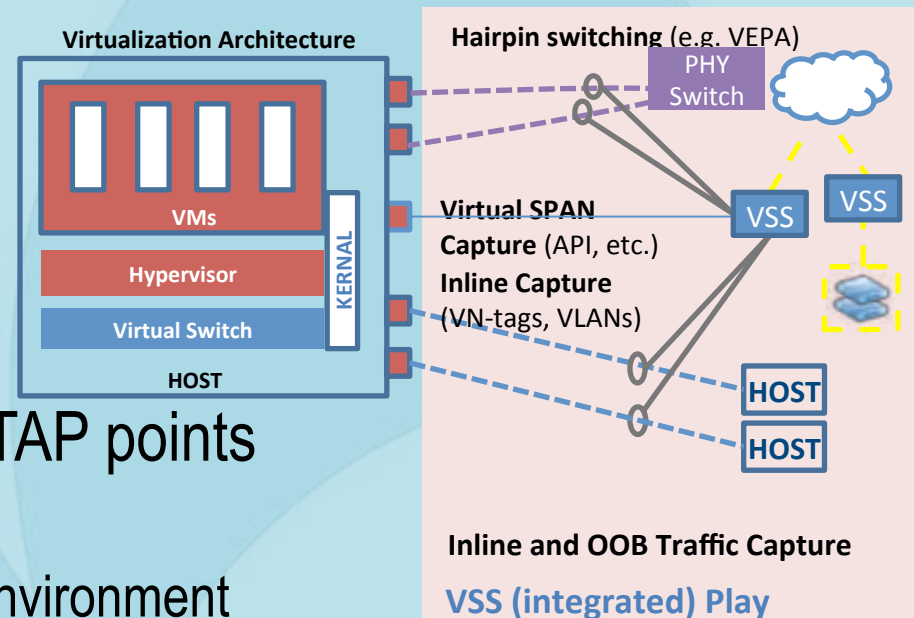 Virtualization Architecture
VMs
Hypervisor
Virtual Switch
KERNAL
HOST
TAP points
nvironment
Hairpin switching (e.g. VEPA)
PHY
Switch
VSS
VSS
Virtual SPAN
Capture (API, etc.)
Inline Capture
(VN-tags, VLANs)
HOST
HOST
Inline and OOB Traffic Capture
VSS (integrated) Play